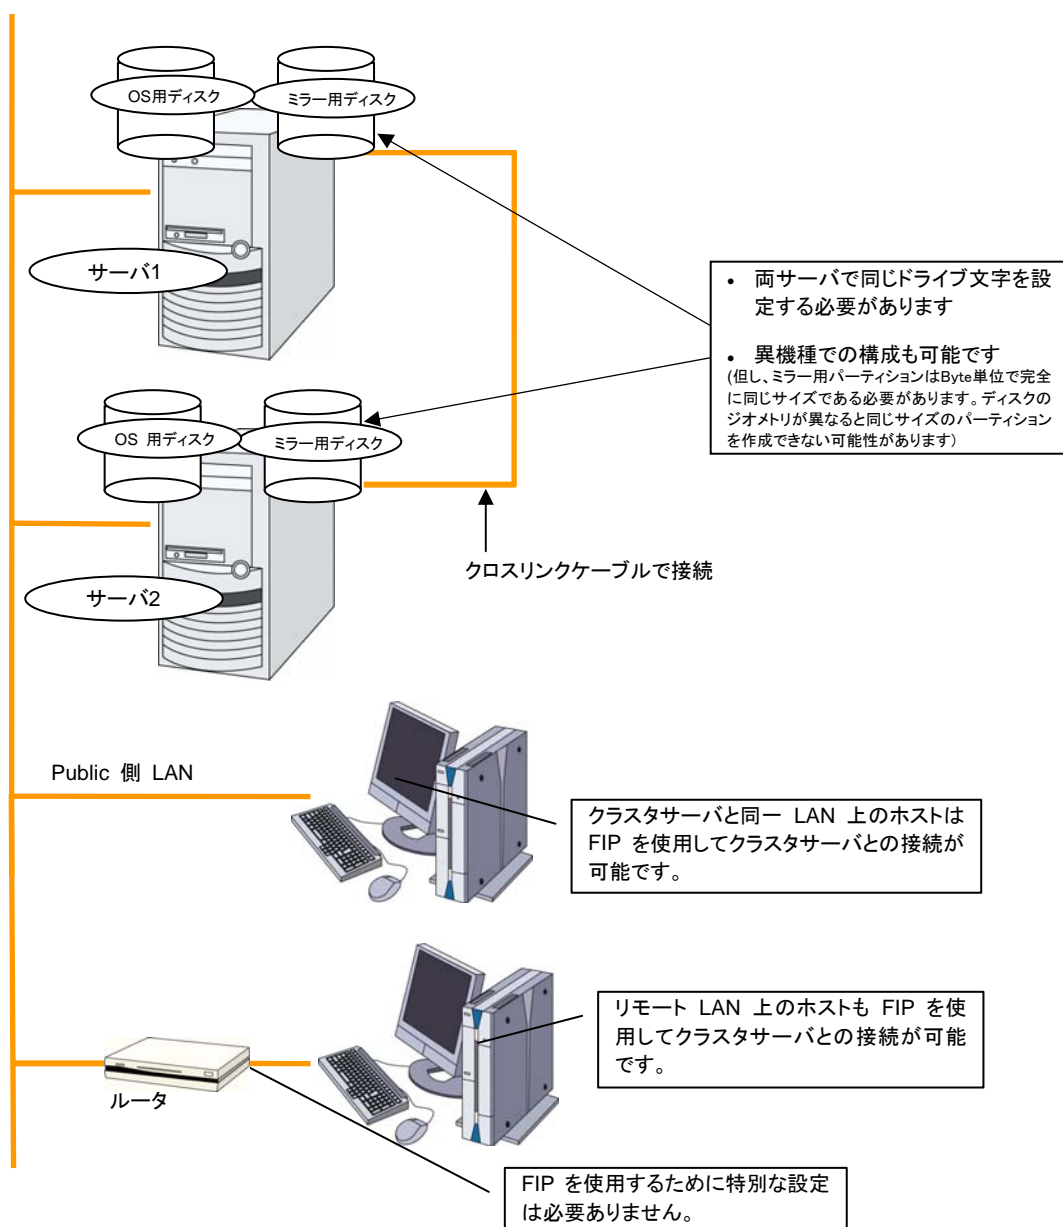 OS用ディスク
ミラー用ディスク
サーバ1
• 両サーバで同じドライブ文字を設
定する必要があります
• 異機種での構成も可能です
(但し、ミラー用パーティションはByte単位で完全
に同じサイズである必要があります。ディスクの
ジオメトリが異なると同じサイズのパーティション
を作成できない可能性があります)
OS 用ディスク
ミラー用ディスク
クロスリンクケーブルで接続
サーバ2
Public 側 LAN
クラスタサーバと同一 LAN 上のホストは
FIP を使用してクラスタサーバとの接続が
可能です。
リモート LAN 上のホストも FIP を使
用してクラスタサーバとの接続が可能
です。
ルータ
FIP を使用するために特別な設定
は必要ありません。